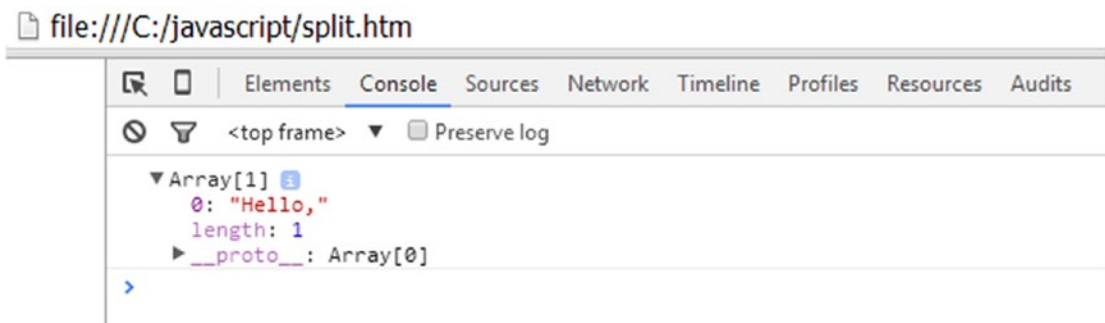 file:///C:/javascript/split.htm
Elements Console Sources Network Timeline Profiles Resources Audits
<top frame> ▼ Preserve log
▼Array[1] i
0: "Hello,"
length: 1
▶__proto__: Array[0]
>